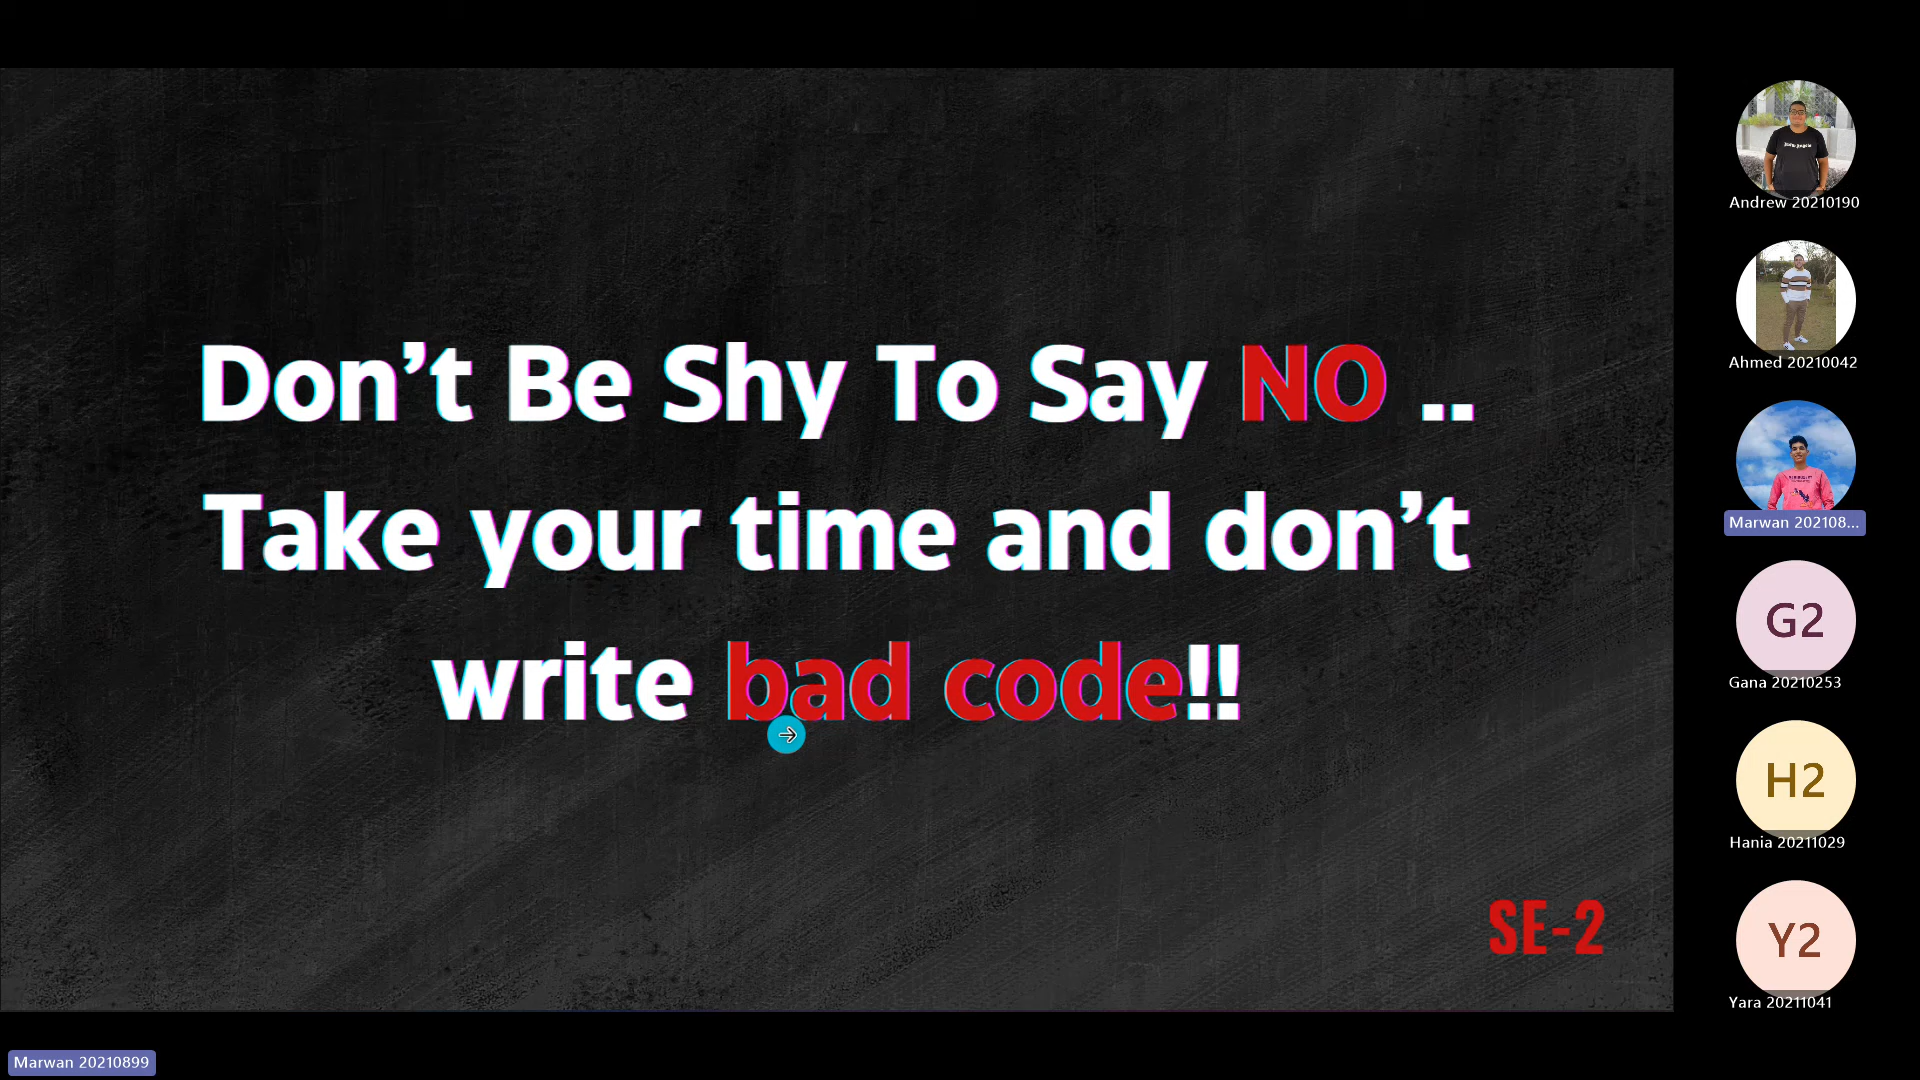 Don’t Be Shy To Say NO ..
Take your time and don’t
write bad code!!
SE-2
Andrew 20210190
Ahmed 20210042
Marwan 202108...
G2
Gana 20210253
H2
Hania 20211029
Y2
Yara 20211041
Marwan 20210899